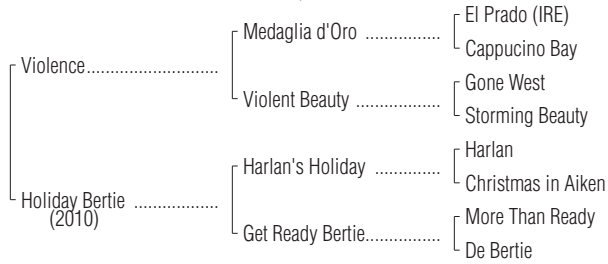 El Prado (IRE)
Medaglia d'Oro ..................
Cappucino Bay
Violence............................
Gone West
Violent Beauty ....................
Storming Beauty
Harlan
Harlan's Holiday ...............
Christmas in Aiken
Holiday Bertie ..................
(2010)
More Than Ready
Get Ready Bertie.................
De Bertie